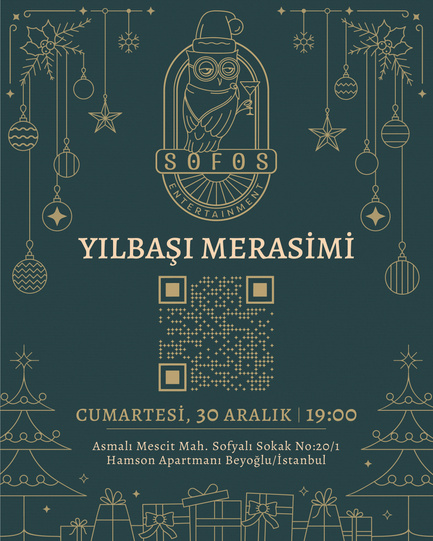 SOFOS
ENTERTAINMENT
YILBAŞI MERASİMİ
CUMARTESİ, 30 ARALIK | 19:00
Asmalı Mescit Mah. Sofyalı Sokak No:20/1
Hamson Apartmanı Beyoğlu/İstanbul